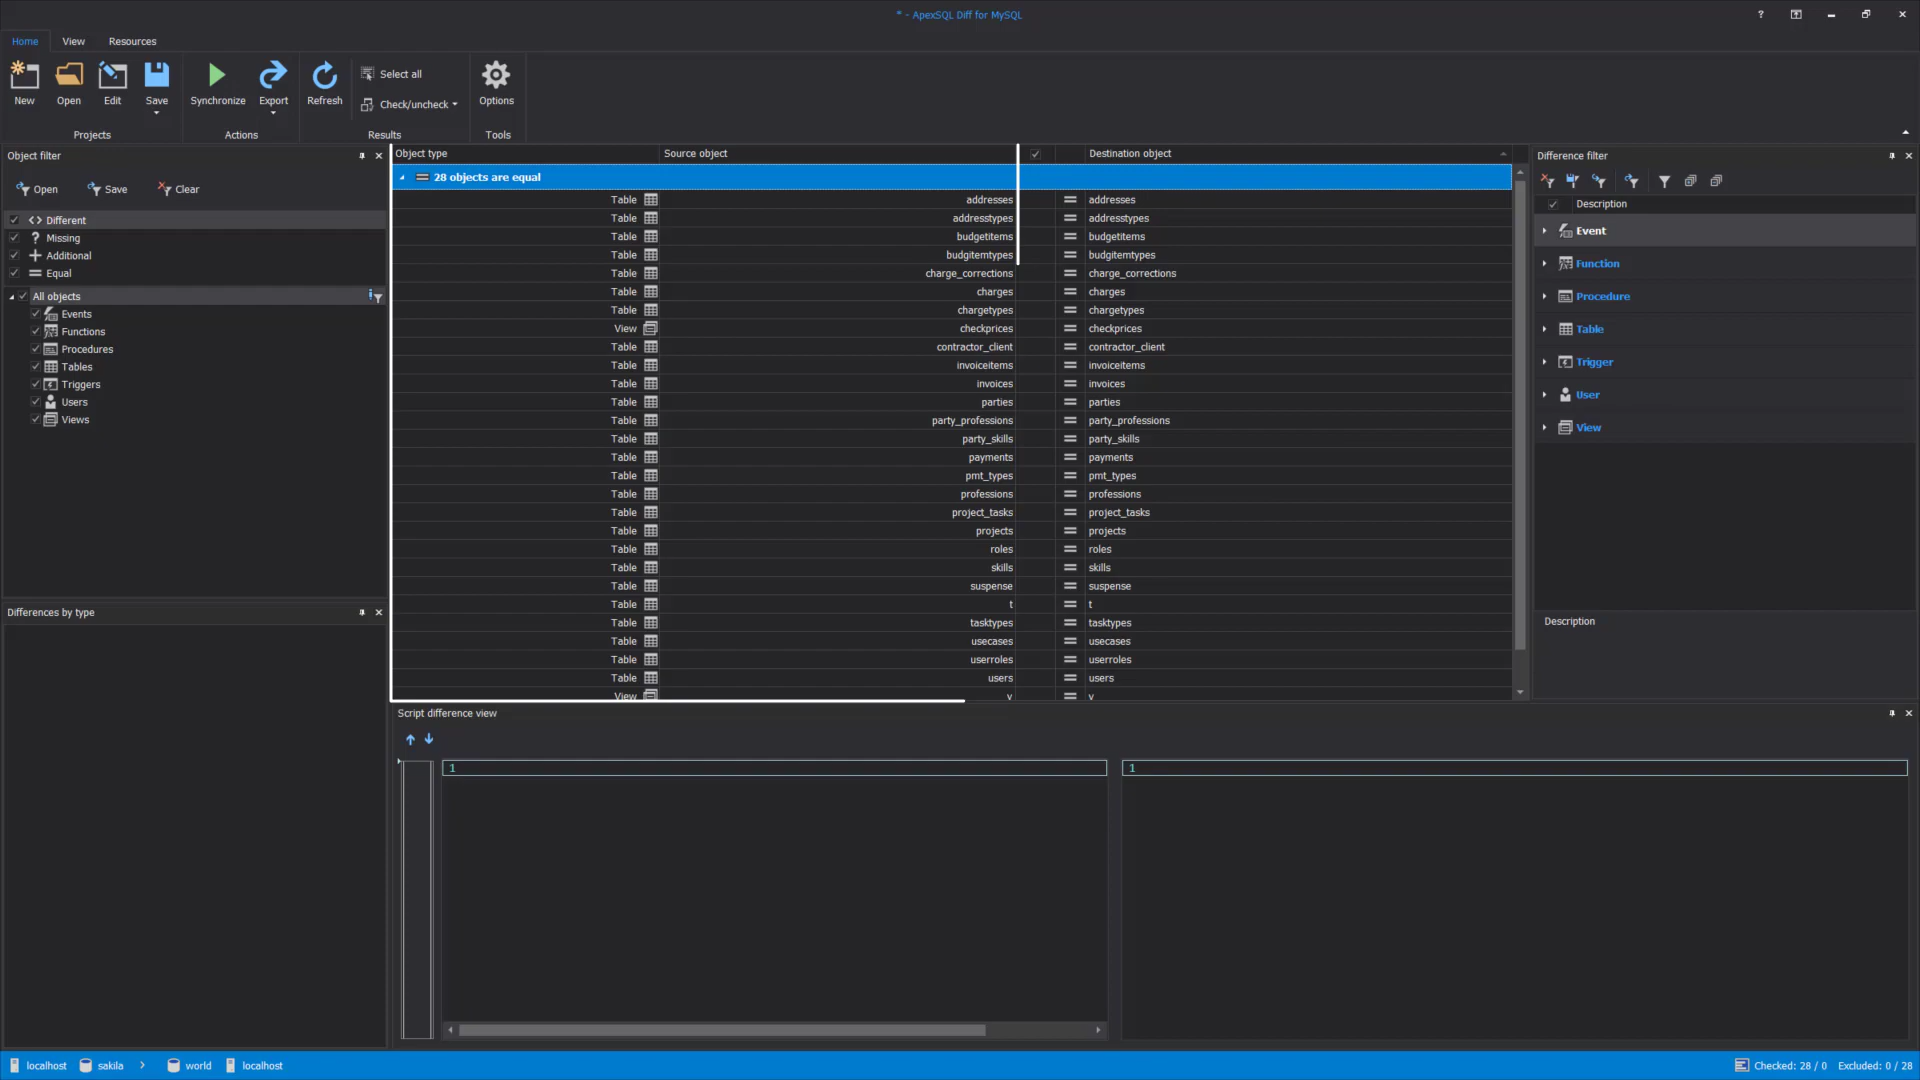 * - ApexSQL Diff for MySQL
?
Home View Resources
New Open Edit Save Synchronize Export Refresh Select all Check/uncheck Options
Projects Actions Results Tools
Object filter
Open Save Clear
Different
Missing
Additional
Equal
All objects
Events
Functions
Procedures
Tables
Triggers
Users
Views
Differences by type
Object type Source object Destination object
28 objects are equal
Table addresses addresses
Table addresstypes addresstypes
Table budgetitems budgetitems
Table budgitemtypes budgitemtypes
Table charge_corrections charge_corrections
Table charges charges
Table chargetypes chargetypes
View checkprices checkprices
Table contractor_client contractor_client
Table invoiceitems invoiceitems
Table invoices invoices
Table parties parties
Table party_professions party_professions
Table party_skills party_skills
Table payments payments
Table pmt_types pmt_types
Table professions professions
Table project_tasks project_tasks
Table projects projects
Table roles roles
Table skills skills
Table suspense suspense
Table t t
Table tasktypes tasktypes
Table usecases usecases
Table userroles userroles
Table users users
View v v
Difference filter
Description
Event
Function
Procedure
Table
Trigger
User
View
Description
Script difference view
1 1
localhost sakila > world localhost Checked: 28 / 0 Excluded: 0 / 28